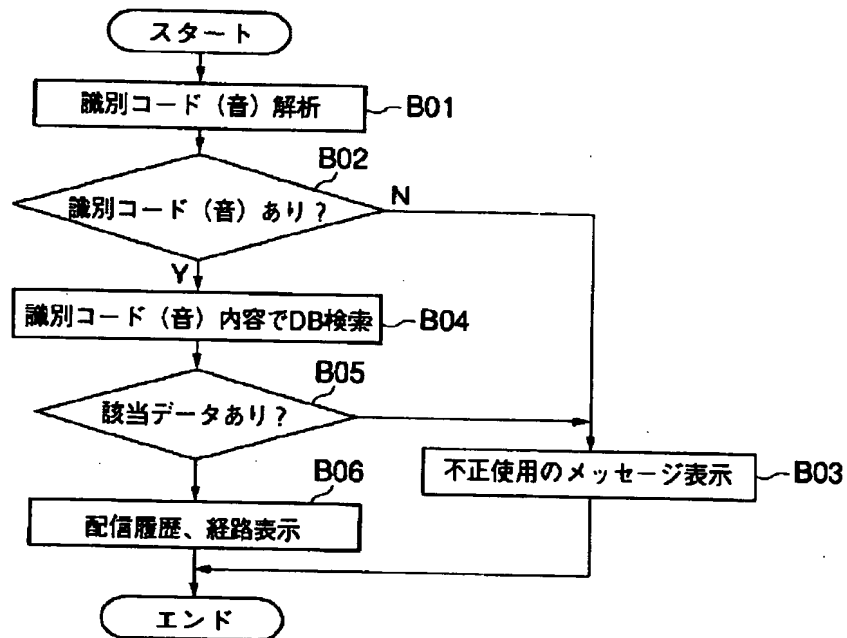 スタート
識別コード（音）解析
B01
B02
識別コード（音）あり？
N
Y
識別コード（音）内容でDB検索
B04
B05
該当データあり？
不正使用のメッセージ表示
B03
B06
配信履歴、経路表示
エンド